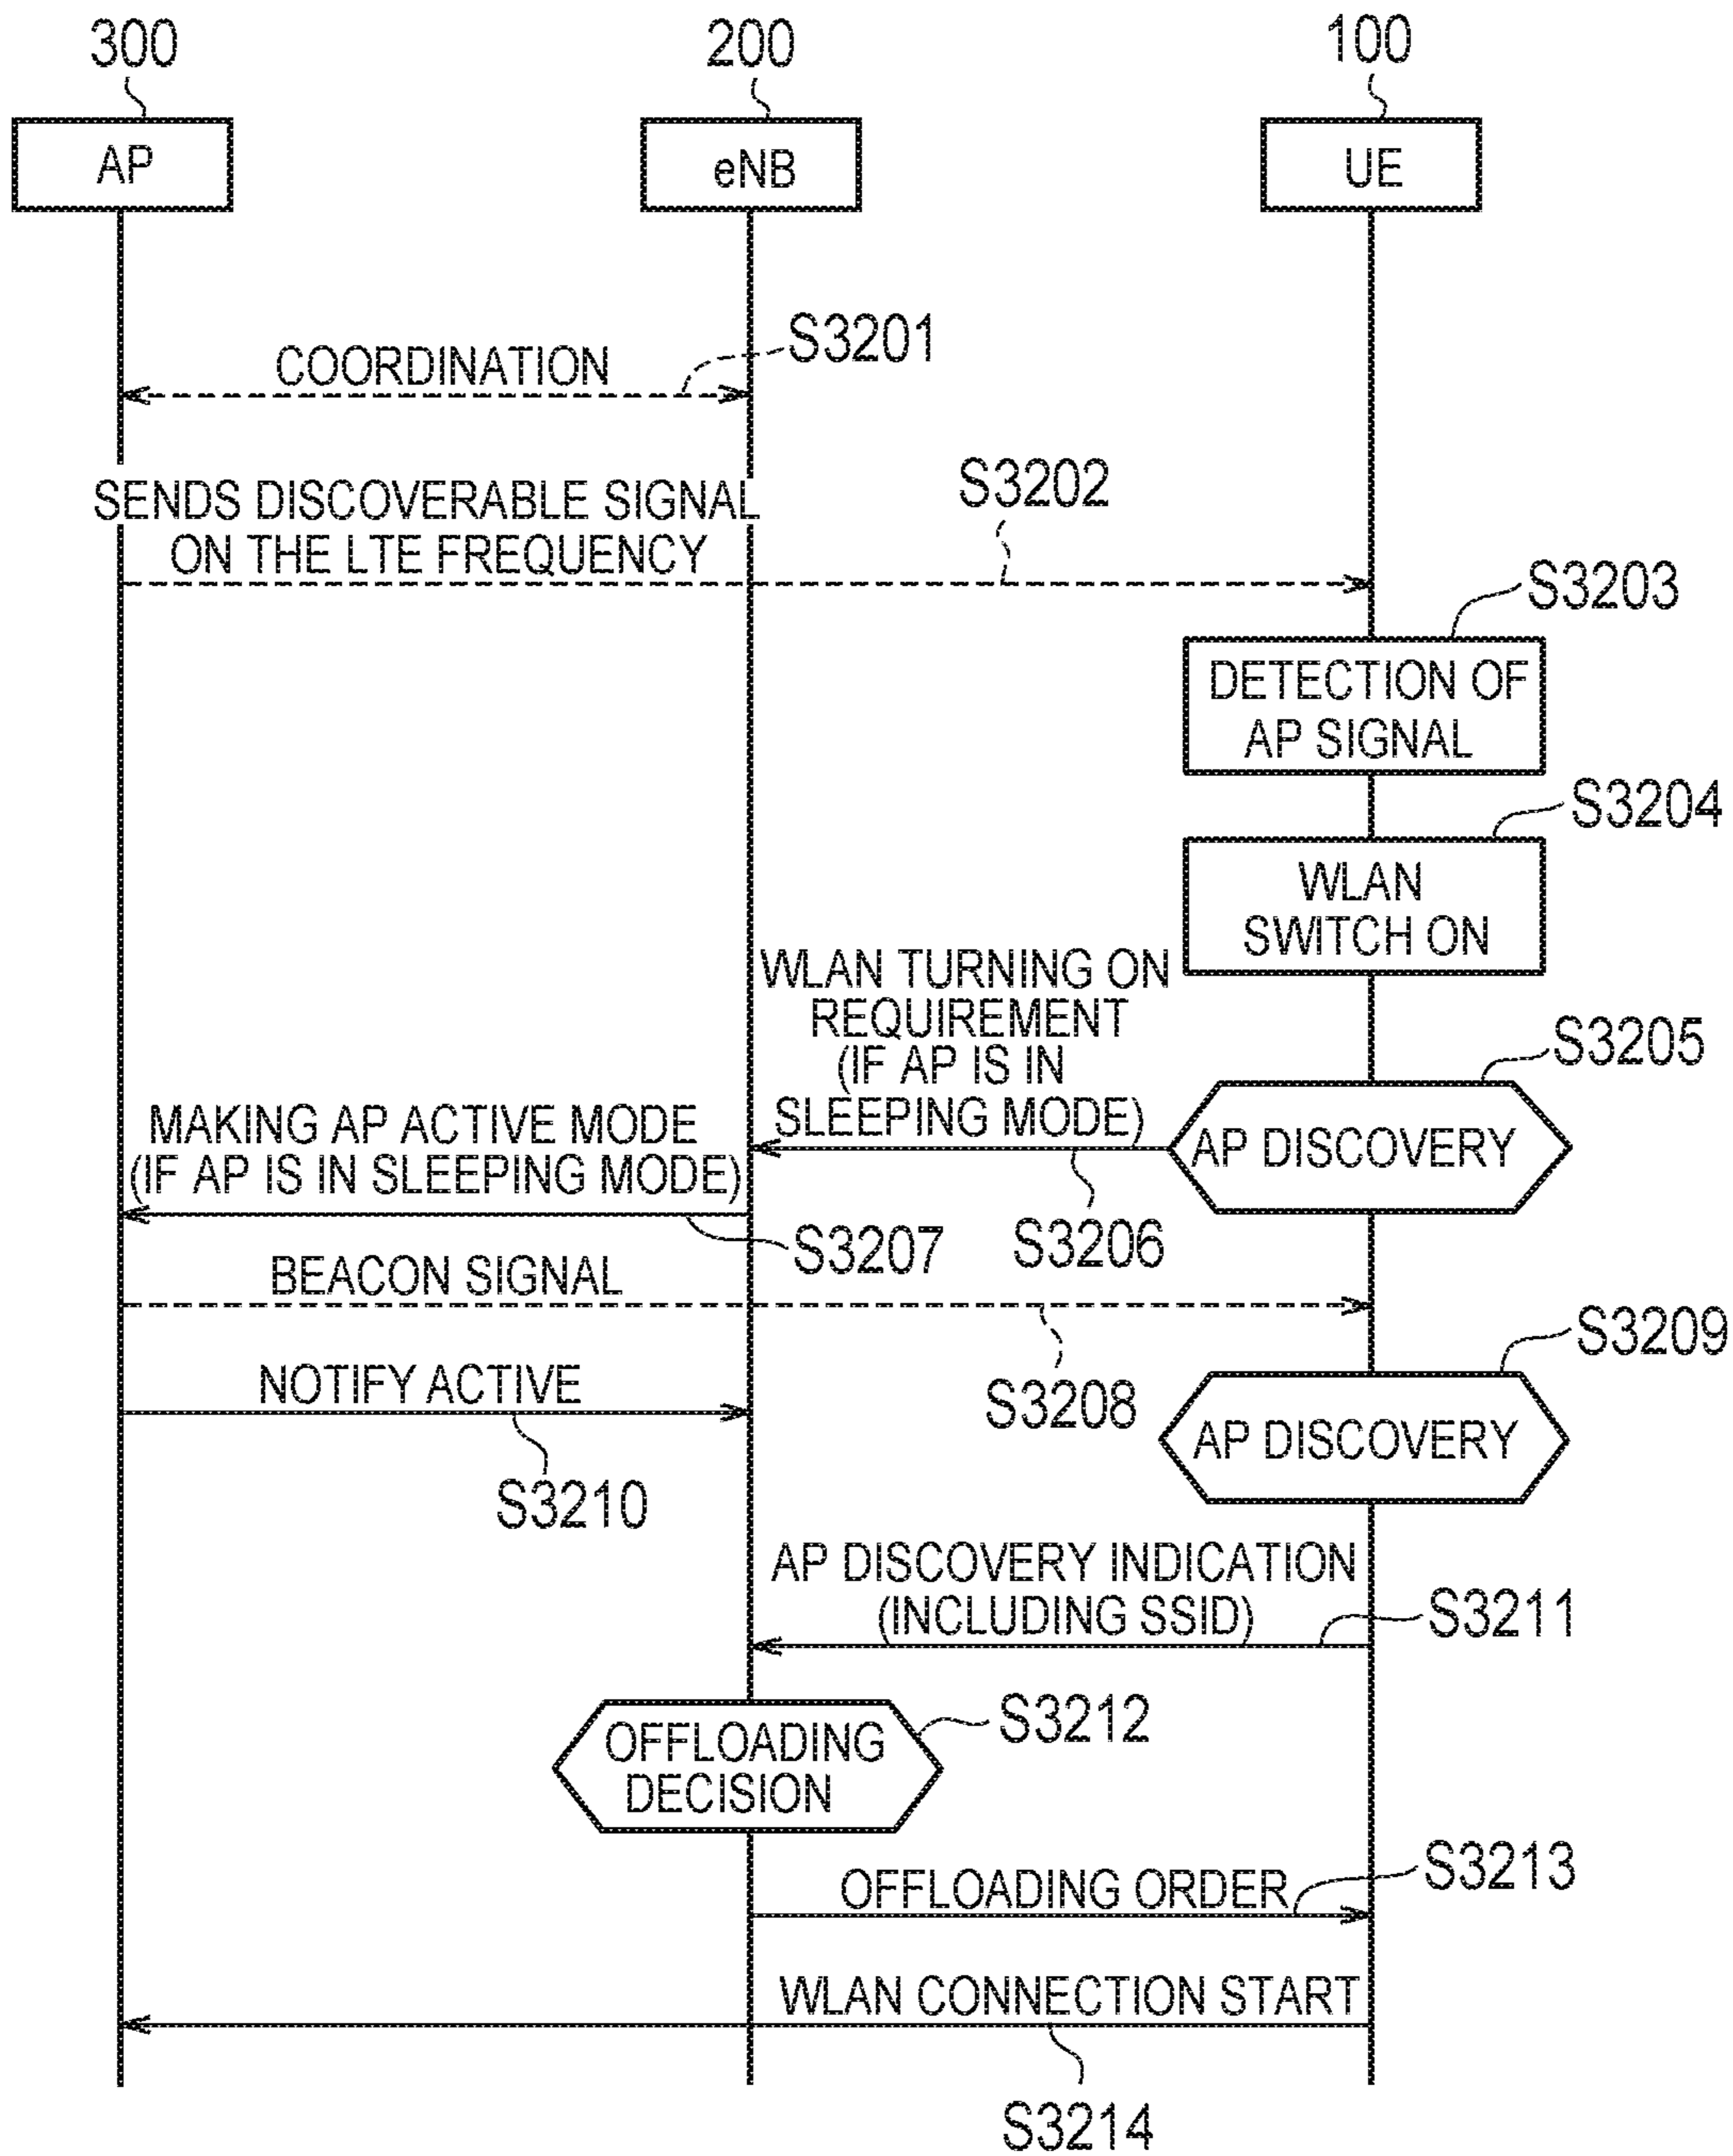 300
200
100
AP
eNB
UE
S3201
COORDINATION
S3202
SENDS DISCOVERABLE SIGNAL
ON THE LTE FREQUENCY
S3203
DETECTION OF
AP SIGNAL
S3204
WLAN
SWITCH ON
WLAN TURNING ON
REQUIREMENT
(IF AP IS IN
SLEEPING MODE)
S3205
AP DISCOVERY
MAKING AP ACTIVE MODE
(IF AP IS IN SLEEPING MODE)
S3206
S3207
BEACON SIGNAL
S3208
S3209
NOTIFY ACTIVE
AP DISCOVERY
S3210
AP DISCOVERY INDICATION
(INCLUDING SSID)
S3211
S3212
OFFLOADING
DECISION
S3213
OFFLOADING ORDER
WLAN CONNECTION START
S3214